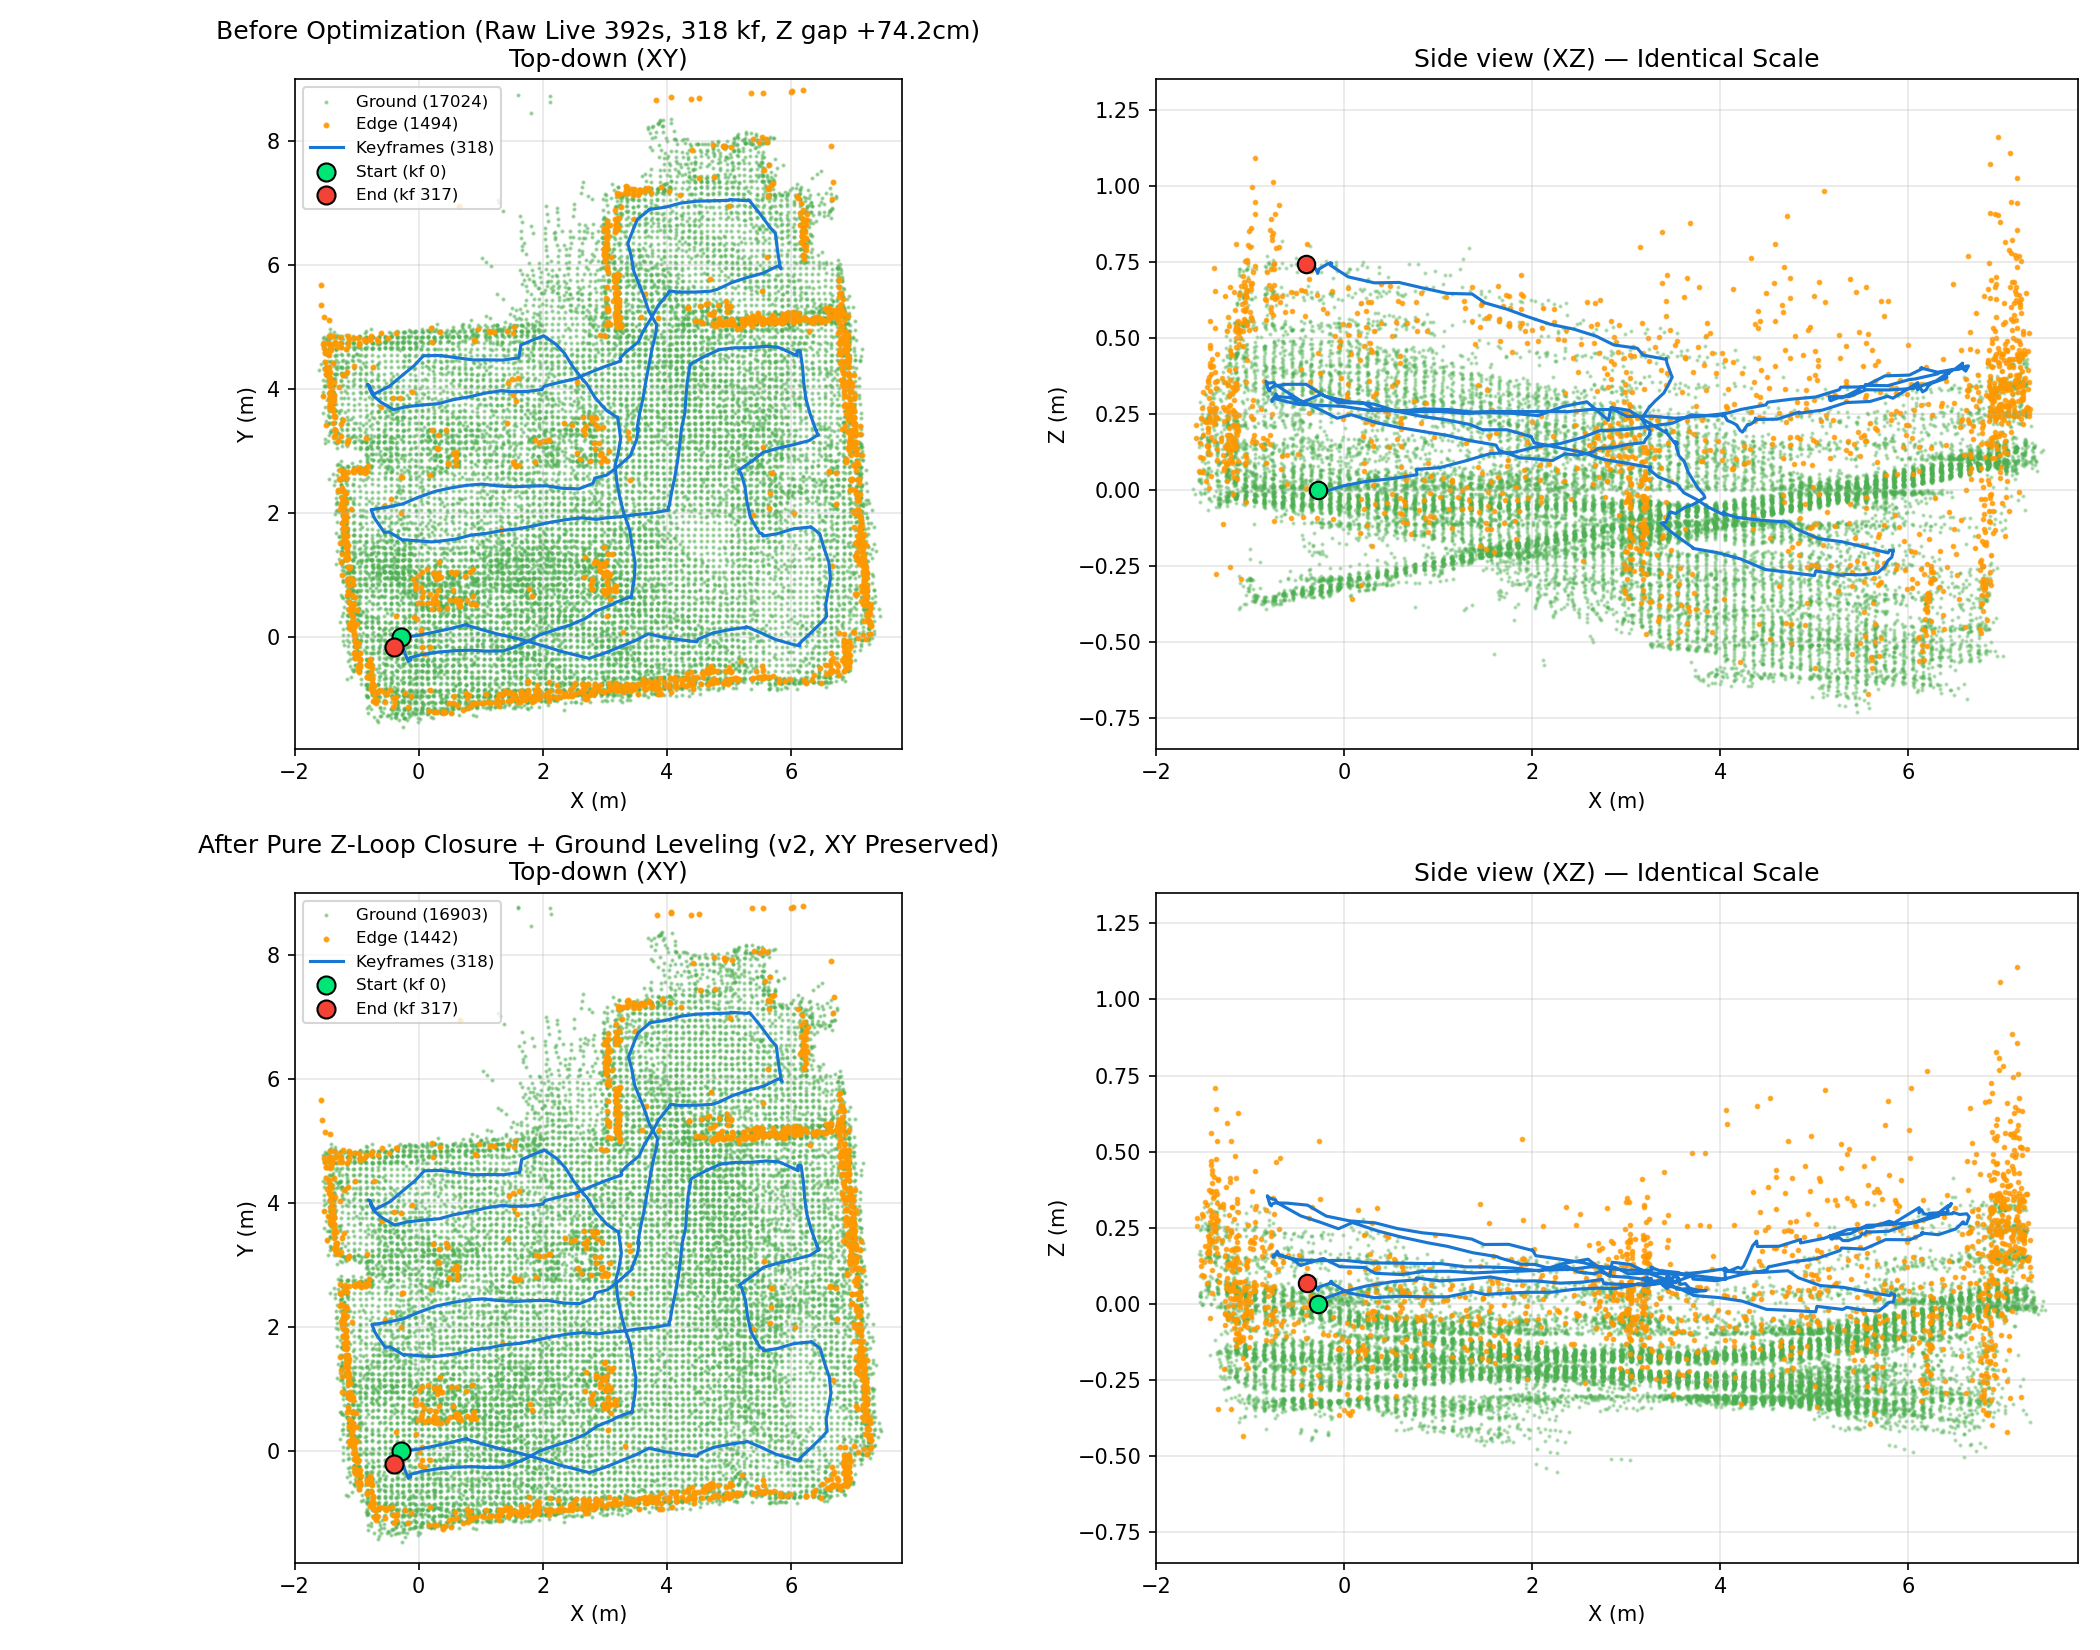 Before Optimization (Raw Live 392s, 318 kf, Z gap +74.2cm)
Top-down (XY)
Ground (17024)
Edge (1494)
Keyframes (318)
Start (kf 0)
End (kf 317)
8
6
4
2
0
Y (m)
−2 0 2 4 6
X (m)
Side view (XZ) — Identical Scale
1.25
1.00
0.75
0.50
0.25
0.00
−0.25
−0.50
−0.75
Z (m)
−2 0 2 4 6
X (m)
After Pure Z-Loop Closure + Ground Leveling (v2, XY Preserved)
Top-down (XY)
Ground (16903)
Edge (1442)
Keyframes (318)
Start (kf 0)
End (kf 317)
8
6
4
2
0
Y (m)
−2 0 2 4 6
X (m)
Side view (XZ) — Identical Scale
1.25
1.00
0.75
0.50
0.25
0.00
−0.25
−0.50
−0.75
Z (m)
−2 0 2 4 6
X (m)